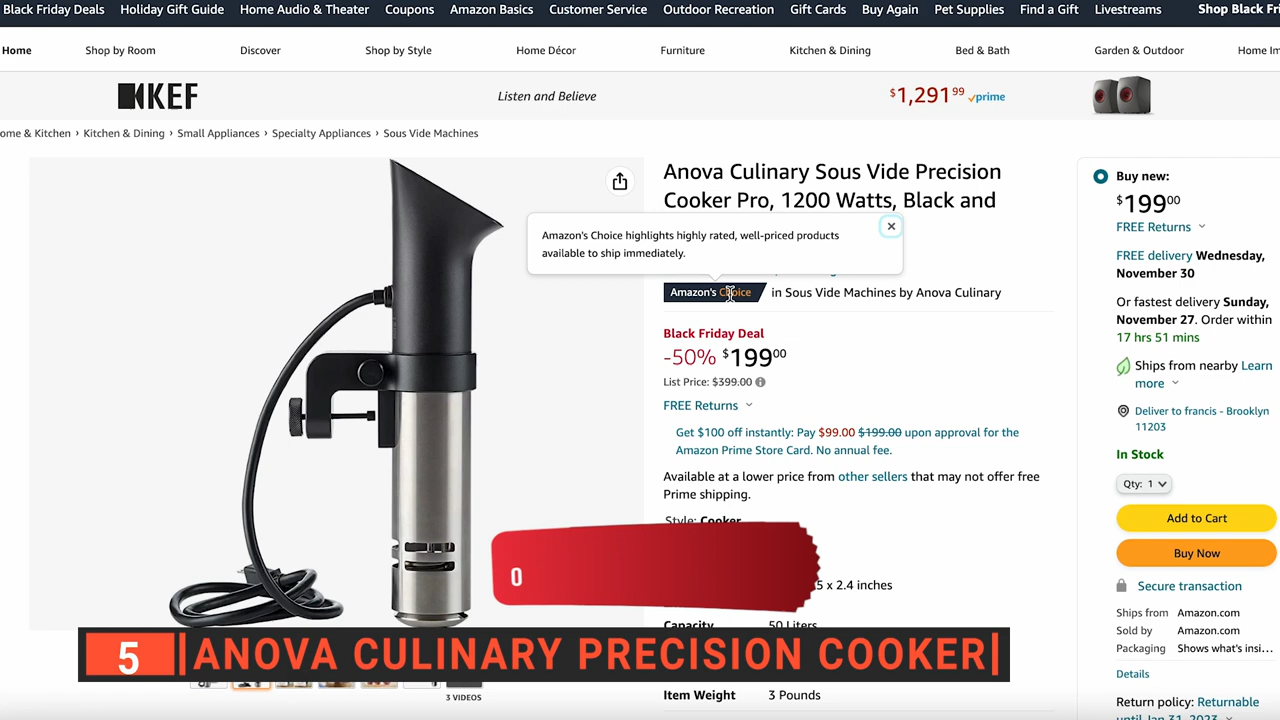 Black Friday Deals Holiday Gift Guide Home Audio & Theater Coupons Amazon Basics Customer Service Outdoor Recreation Gift Cards Buy Again Pet Supplies Find a Gift Livestreams Shop Black Fri
Home Shop by Room Discover Shop by Style Home Décor Furniture Kitchen & Dining Bed & Bath Garden & Outdoor Home Im
KEF Listen and Believe $1,291.99 prime
ome & Kitchen › Kitchen & Dining › Small Appliances › Specialty Appliances › Sous Vide Machines
Anova Culinary Sous Vide Precision
Cooker Pro, 1200 Watts, Black and
Amazon's Choice highlights highly rated, well-priced products
available to ship immediately.
Amazon's Choice in Sous Vide Machines by Anova Culinary
Black Friday Deal
-50% $199.00
List Price: $399.00
FREE Returns
Get $100 off instantly: Pay $99.00 $199.00 upon approval for the
Amazon Prime Store Card. No annual fee.
Available at a lower price from other sellers that may not offer free
Prime shipping.
Style: Cooker
0
5 x 2.4 inches
Capacity 50 Liters
5 ANOVA CULINARY PRECISION COOKER
3 VIDEOS
Item Weight 3 Pounds
Buy new:
$199.00
FREE Returns
FREE delivery Wednesday,
November 30
Or fastest delivery Sunday,
November 27. Order within
17 hrs 51 mins
Ships from nearby Learn
more
Deliver to francis - Brooklyn
11203
In Stock
Qty: 1
Add to Cart
Buy Now
Secure transaction
Ships from Amazon.com
Sold by Amazon.com
Packaging Shows what's insi...
Details
Return policy: Returnable
until Jan 31, 2023